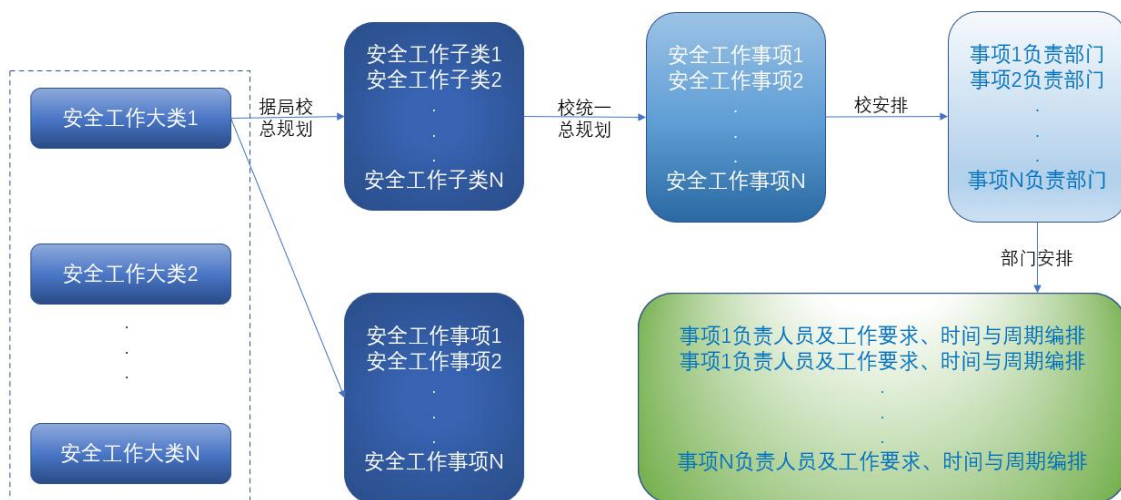 安全工作大类1
安全工作大类2
.
.
.
安全工作大类N
据局校
总规划
安全工作子类1
安全工作子类2
.
.
.
安全工作子类N
校统一
总规划
安全工作事项1
安全工作事项2
.
.
.
安全工作事项N
校安排
事项1负责部门
事项2负责部门
.
.
.
事项N负责部门
部门安排
安全工作事项1
安全工作事项2
.
.
.
安全工作事项N
事项1负责人员及工作要求、时间与周期编排
事项1负责人员及工作要求、时间与周期编排
.
.
.
事项N负责人员及工作要求、时间与周期编排